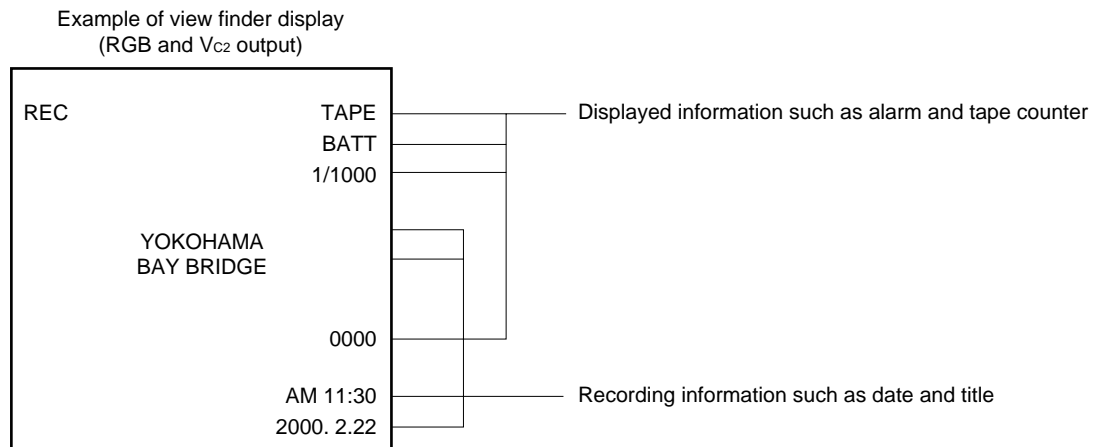 Example of view finder display
(RGB and VC2 output)
REC
TAPE
Displayed information such as alarm and tape counter
BATT
1/1000
YOKOHAMA
BAY BRIDGE
0000
AM 11:30
Recording information such as date and title
2000. 2.22